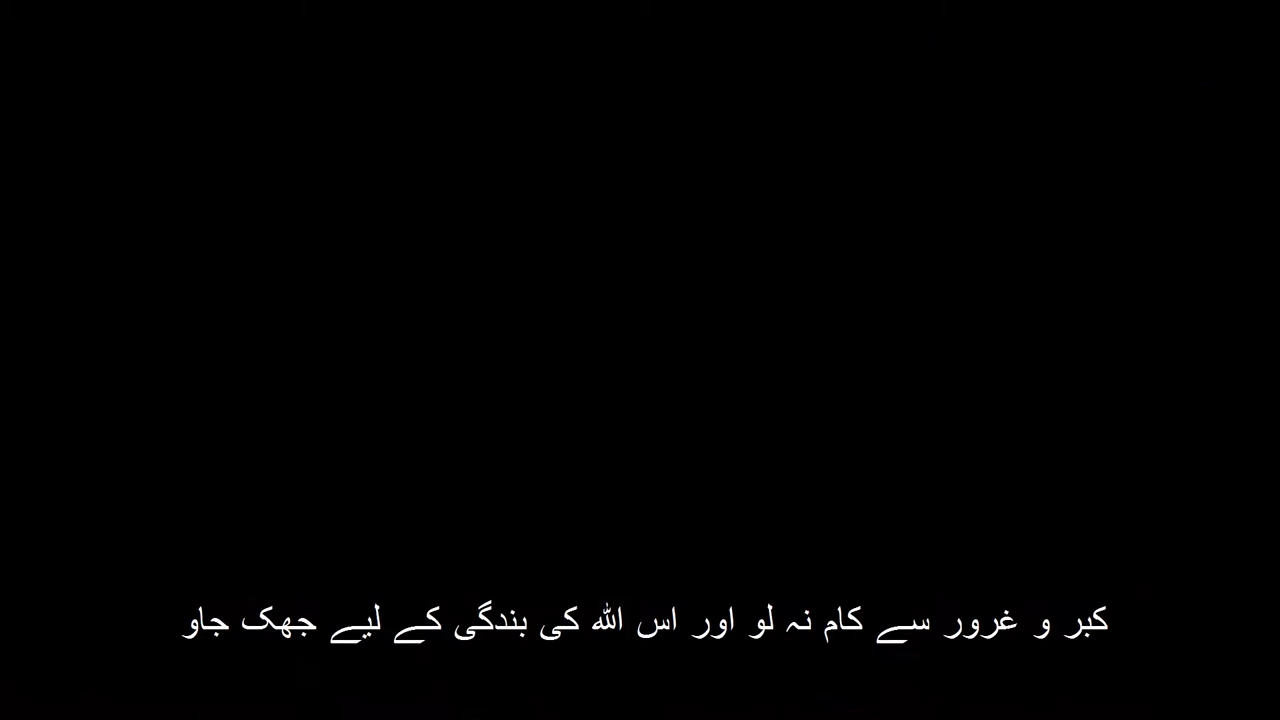 کبر و غرور سے کام نہ لو اور اس اللہ کی بندگی کے لیے جھک جاو